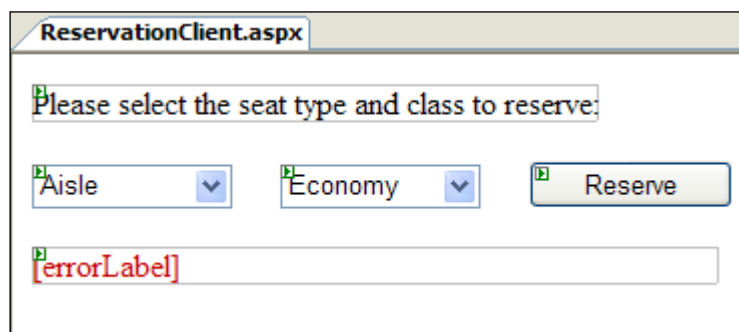 ReservationClient.aspx
Please select the seat type and class to reserve:
Aisle Economy Reserve
[errorLabel]